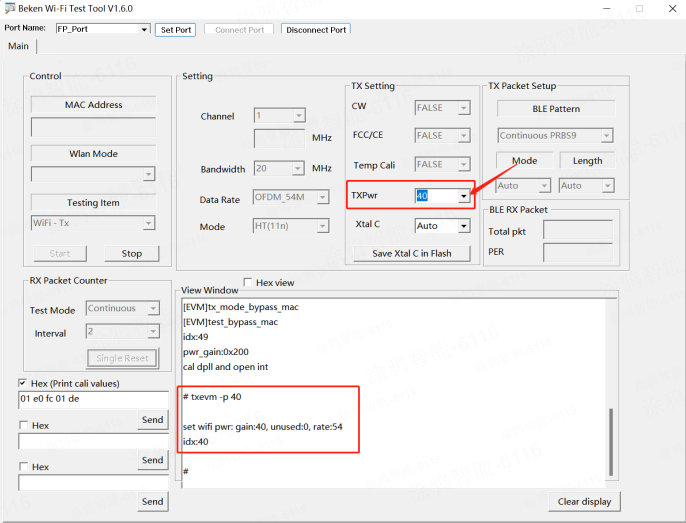 Beken Wi-Fi Test Tool V1.6.0
Port Name: FP_Port Set Port Connect Port Disconnect Port
Main
Control
MAC Address
Wlan Mode
Testing Item
WiFi - Tx
Start Stop
Setting
Channel 1
MHz
Bandwidth 20 MHz
Data Rate OFDM_54M
Mode HT(11n)
TX Setting
CW FALSE
FCC/CE FALSE
Temp Cali FALSE
TXPwr 40
Xtal C Auto
Save Xtal C in Flash
TX Packet Setup
BLE Pattern
Continuous PRBS9
Mode Length
Auto Auto
BLE RX Packet
Total pkt
PER
RX Packet Counter
Test Mode Continuous
Interval 2
Single Reset
Hex (Print cali values)
01 e0 fc 01 de
Send
Hex
Send
Hex
Send
Hex view
View Window
[EVM]tx_mode_bypass_mac
[EVM]test_bypass_mac
idx:49
pwr_gain:0x200
cal dpll and open int
# txevm -p 40
set wifi pwr: gain:40, unused:0, rate:54
idx:40
#
Clear display